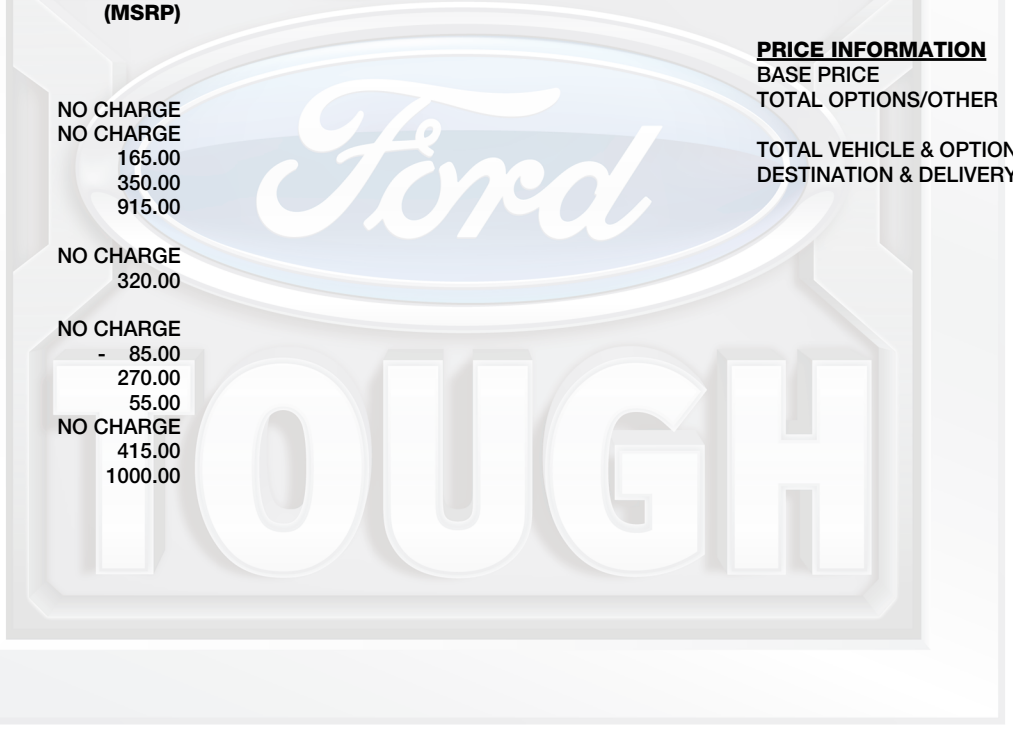 (MSRP)
NO CHARGE
NO CHARGE
165.00
350.00
915.00
NO CHARGE
320.00
NO CHARGE
- 85.00
270.00
55.00
NO CHARGE
415.00
1000.00
PRICE INFORMATION
BASE PRICE
TOTAL OPTIONS/OTHER
TOTAL VEHICLE & OPTION
DESTINATION & DELIVERY
Ford
TOUGH